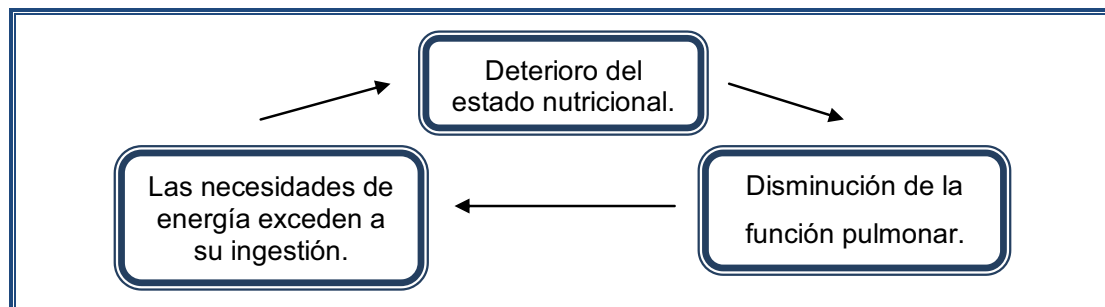 Deterioro del
estado nutricional.
Las necesidades de
energía exceden a
su ingestión.
Disminución de la
función pulmonar.